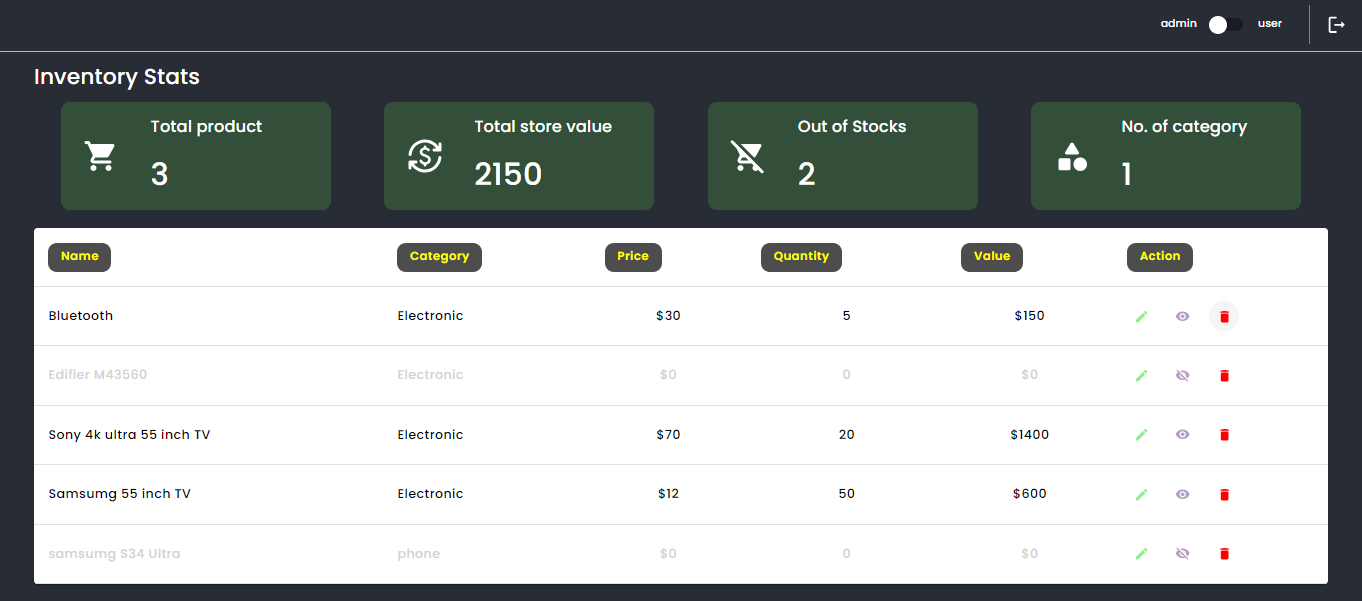 admin user
Inventory Stats
Total product
3
Total store value
2150
Out of Stocks
2
No. of category
1
Name Category Price Quantity Value Action
Bluetooth Electronic $30 5 $150
Edifier M43560 Electronic $0 0 $0
Sony 4k ultra 55 inch TV Electronic $70 20 $1400
Samsumg 55 inch TV Electronic $12 50 $600
samsumg S34 Ultra phone $0 0 $0